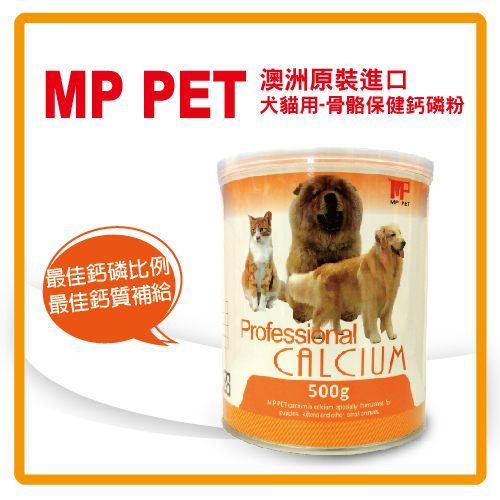 MP PET
澳洲原裝進口
犬貓用-骨骼保健鈣磷粉
最佳鈣磷比例
最佳鈣質補給
MP
MP PET
Professional
CALCIUM
500g